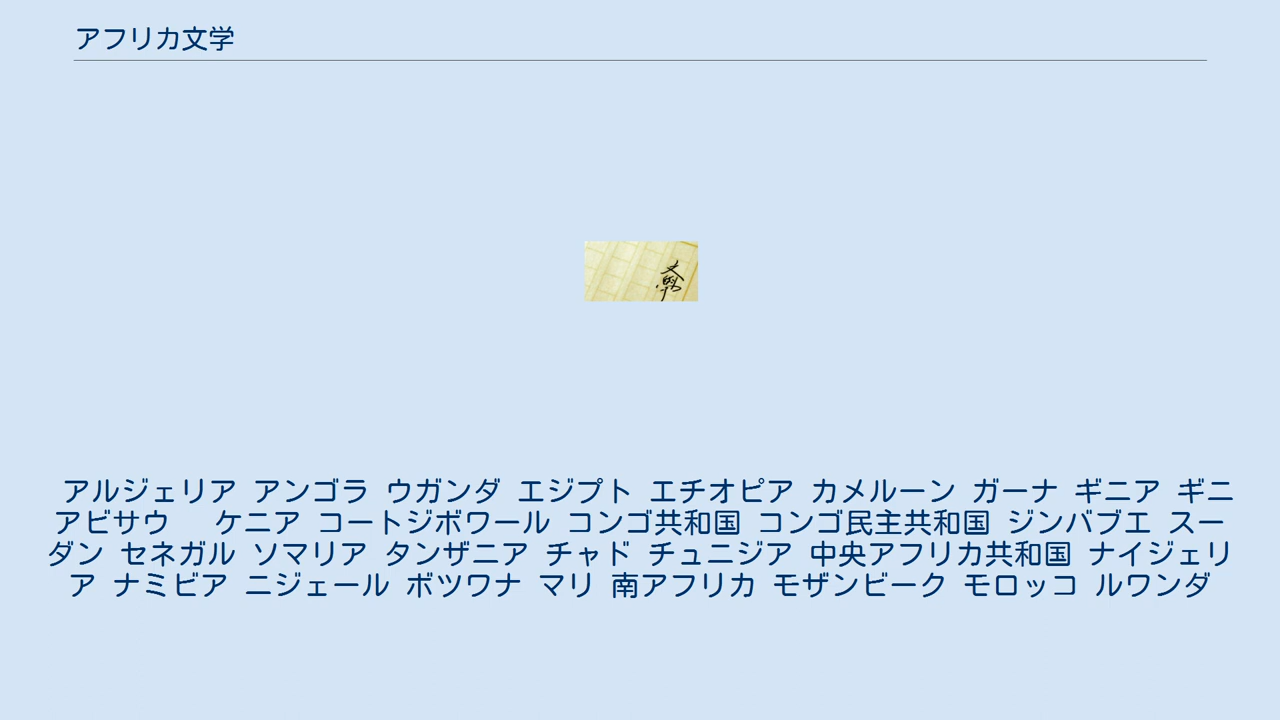 アフリカ文学
文学
アルジェリア アンゴラ ウガンダ エジプト エチオピア カメルーン ガーナ ギニア ギニ
アビサウ ケニア コートジボワール コンゴ共和国 コンゴ民主共和国 ジンバブエ スー
ダン セネガル ソマリア タンザニア チャド チュニジア 中央アフリカ共和国 ナイジェリ
ア ナミビア ニジェール ボツワナ マリ 南アフリカ モザンビーク モロッコ ルワンダ